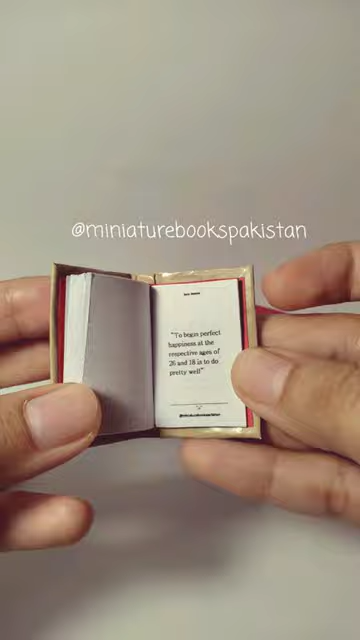 @miniaturebookspakistan
"To begin perfect
happiness at the
respective ages of
26 and 18 is to do
pretty well"